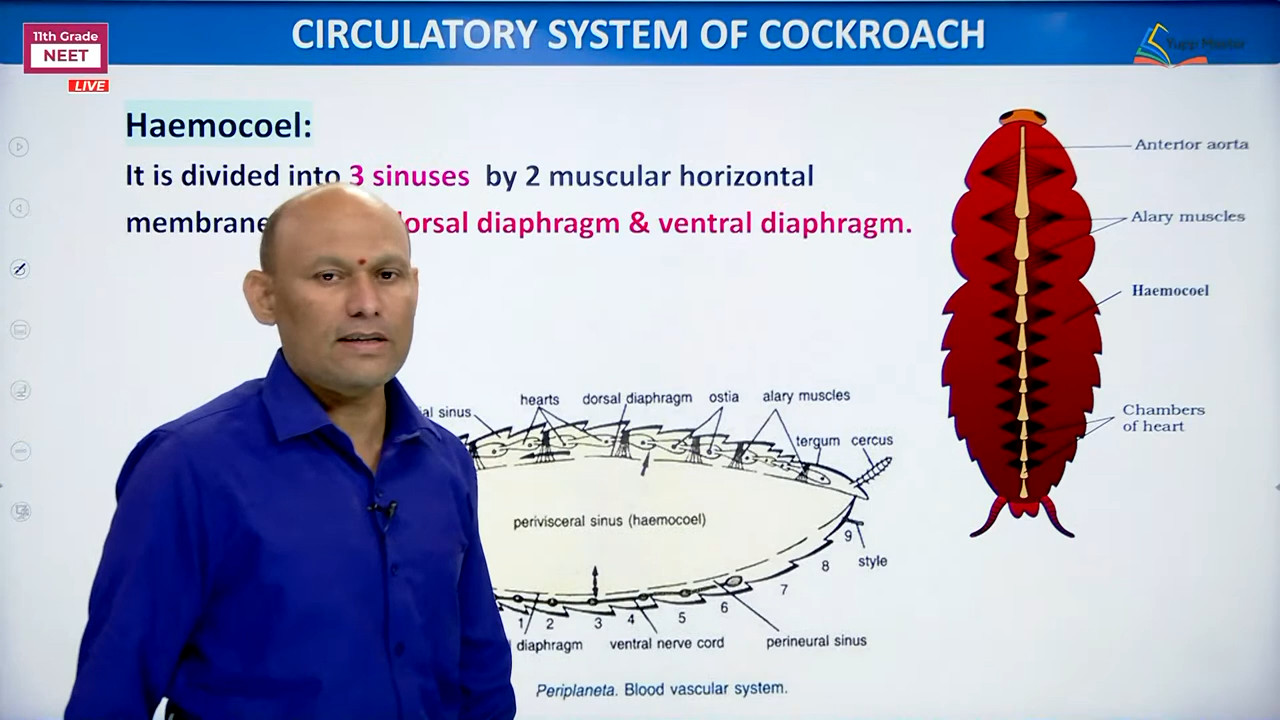 CIRCULATORY SYSTEM OF COCKROACH
11th Grade
NEET
LIVE
Haemocoel:
It is divided into 3 sinuses by 2 muscular horizontal
dorsal diaphragm & ventral diaphragm.
Anterior aorta
Alary muscles
Haemocoel
Chambers
of heart
sinus
hearts
dorsal diaphragm
ostia
alary muscles
tergum
cercus
perivisceral sinus (haemocoel)
9
style
8
7
6
5
4
3
2
1
diaphragm
ventral nerve cord
perineural sinus
Periplaneta. Blood vascular system.